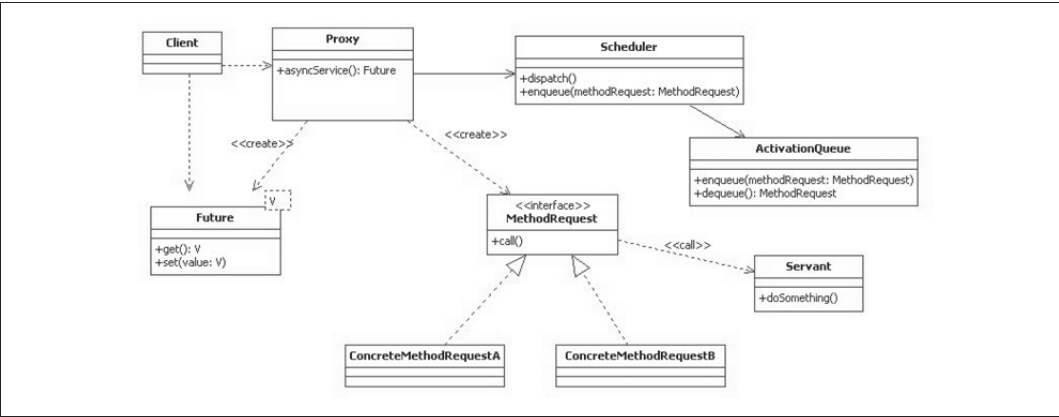 Client
Proxy
+asyncService(): Future
Scheduler
+dispatch()
+enqueue(methodRequest: MethodRequest)
<<create>>
<<create>>
ActivationQueue
+enqueue(methodRequest: MethodRequest)
+dequeue(): MethodRequest
V
Future
+get(): V
+set(value: V)
<<interface>>
MethodRequest
+call()
<<call>>
Servant
+doSomething()
ConcreteMethodRequestA
ConcreteMethodRequestB